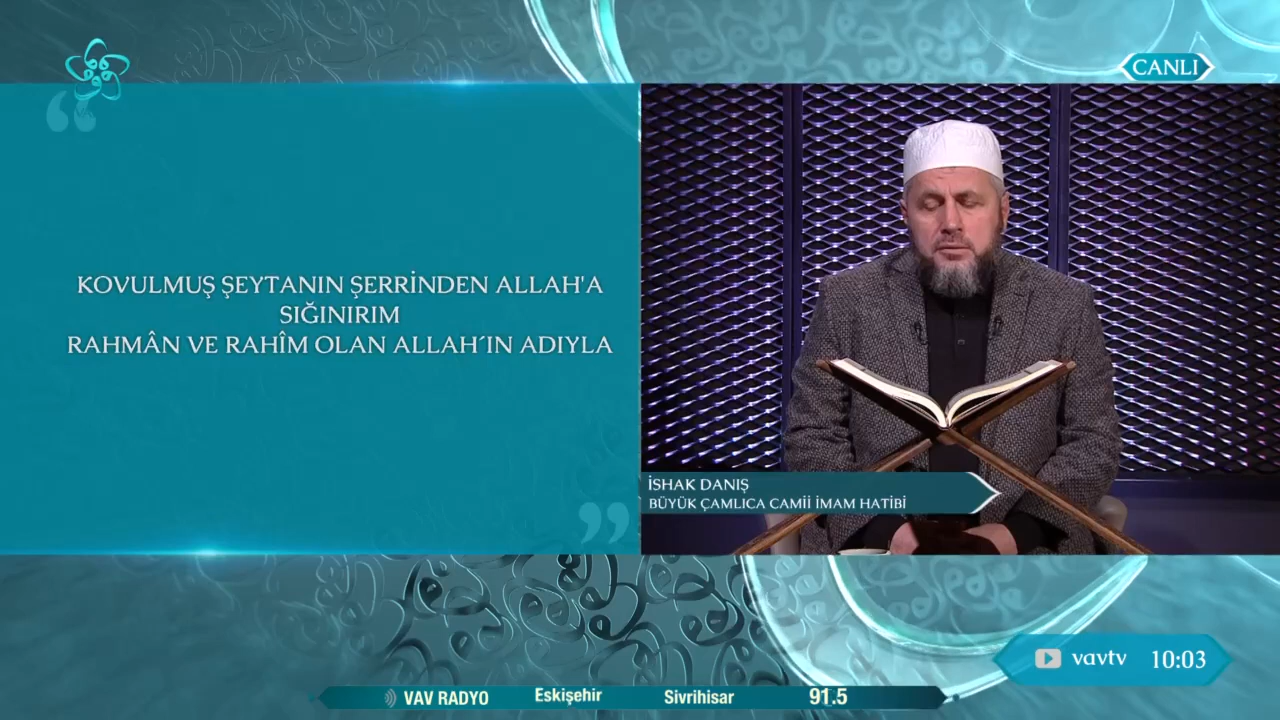 CANLI
KOVULMUŞ ŞEYTANIN ŞERRİNDEN ALLAH'A
SIĞINIRIM
RAHMÂN VE RAHÎM OLAN ALLAH´IN ADIYLA
İSHAK DANIŞ
BÜYÜK ÇAMLICA CAMİİ İMAM HATİBİ
vavtv 10:03
VAV RADYO Eskişehir Sivrihisar 91.5